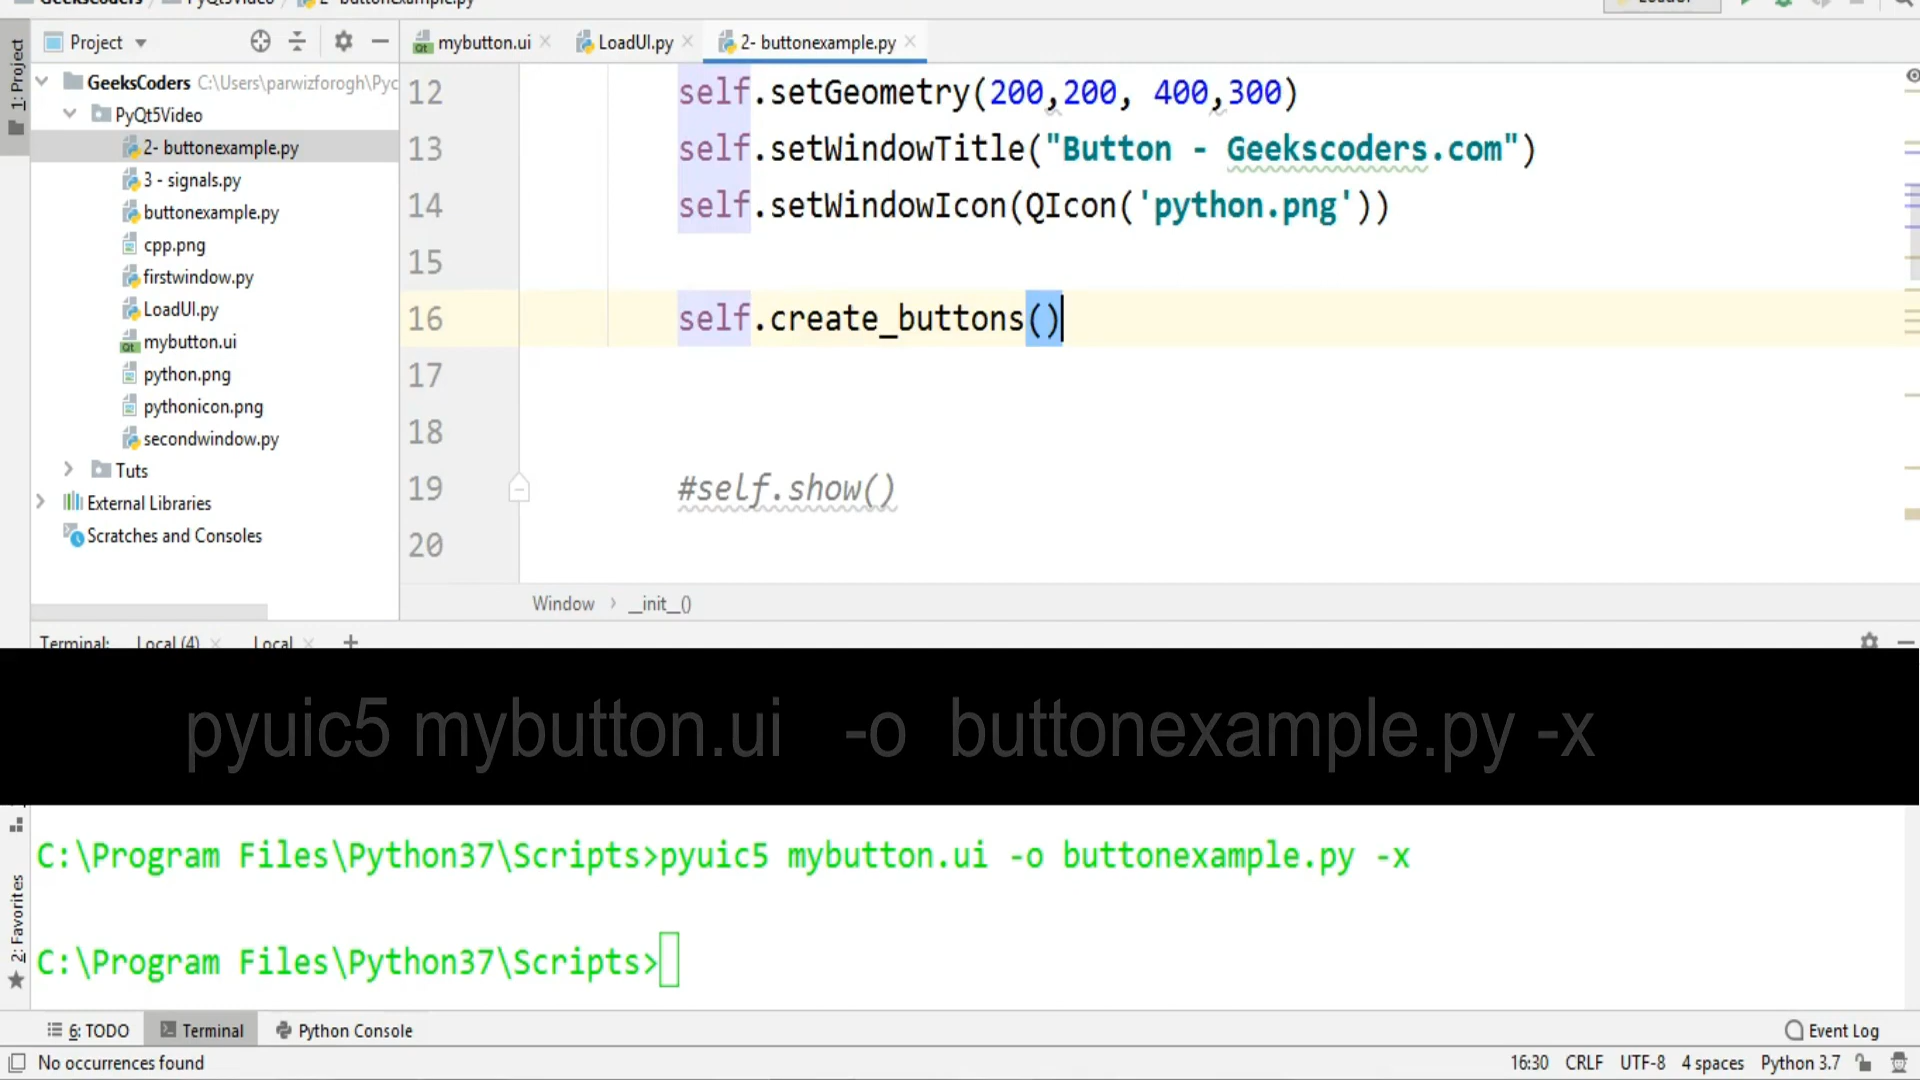 GeeksCoders PyQt5Video 2- buttonexample.py
Project
mybutton.ui
LoadUI.py
2- buttonexample.py
1: Project
GeeksCoders C:\Users\parwizforogh\Pyc
PyQt5Video
2- buttonexample.py
3 - signals.py
buttonexample.py
cpp.png
firstwindow.py
LoadUI.py
mybutton.ui
python.png
pythonicon.png
secondwindow.py
Tuts
External Libraries
Scratches and Consoles
12 self.setGeometry(200,200, 400,300)
13 self.setWindowTitle("Button - Geekscoders.com")
14 self.setWindowIcon(QIcon('python.png'))
15
16 self.create_buttons()
17
18
19 #self.show()
20
Window › __init__()
Terminal: Local (4) Local +
pyuic5 mybutton.ui -o buttonexample.py -x
C:\Program Files\Python37\Scripts>pyuic5 mybutton.ui -o buttonexample.py -x
C:\Program Files\Python37\Scripts>
2: Favorites
6: TODO
Terminal
Python Console
Event Log
No occurrences found
16:30 CRLF UTF-8 4 spaces Python 3.7